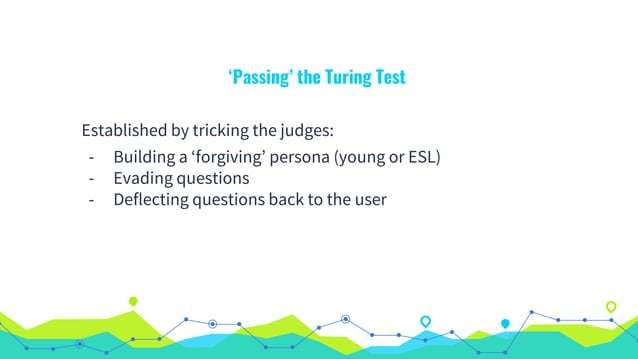 ‘Passing’ the Turing Test
Established by tricking the judges:
- Building a ‘forgiving’ persona (young or ESL)
- Evading questions
- Deflecting questions back to the user